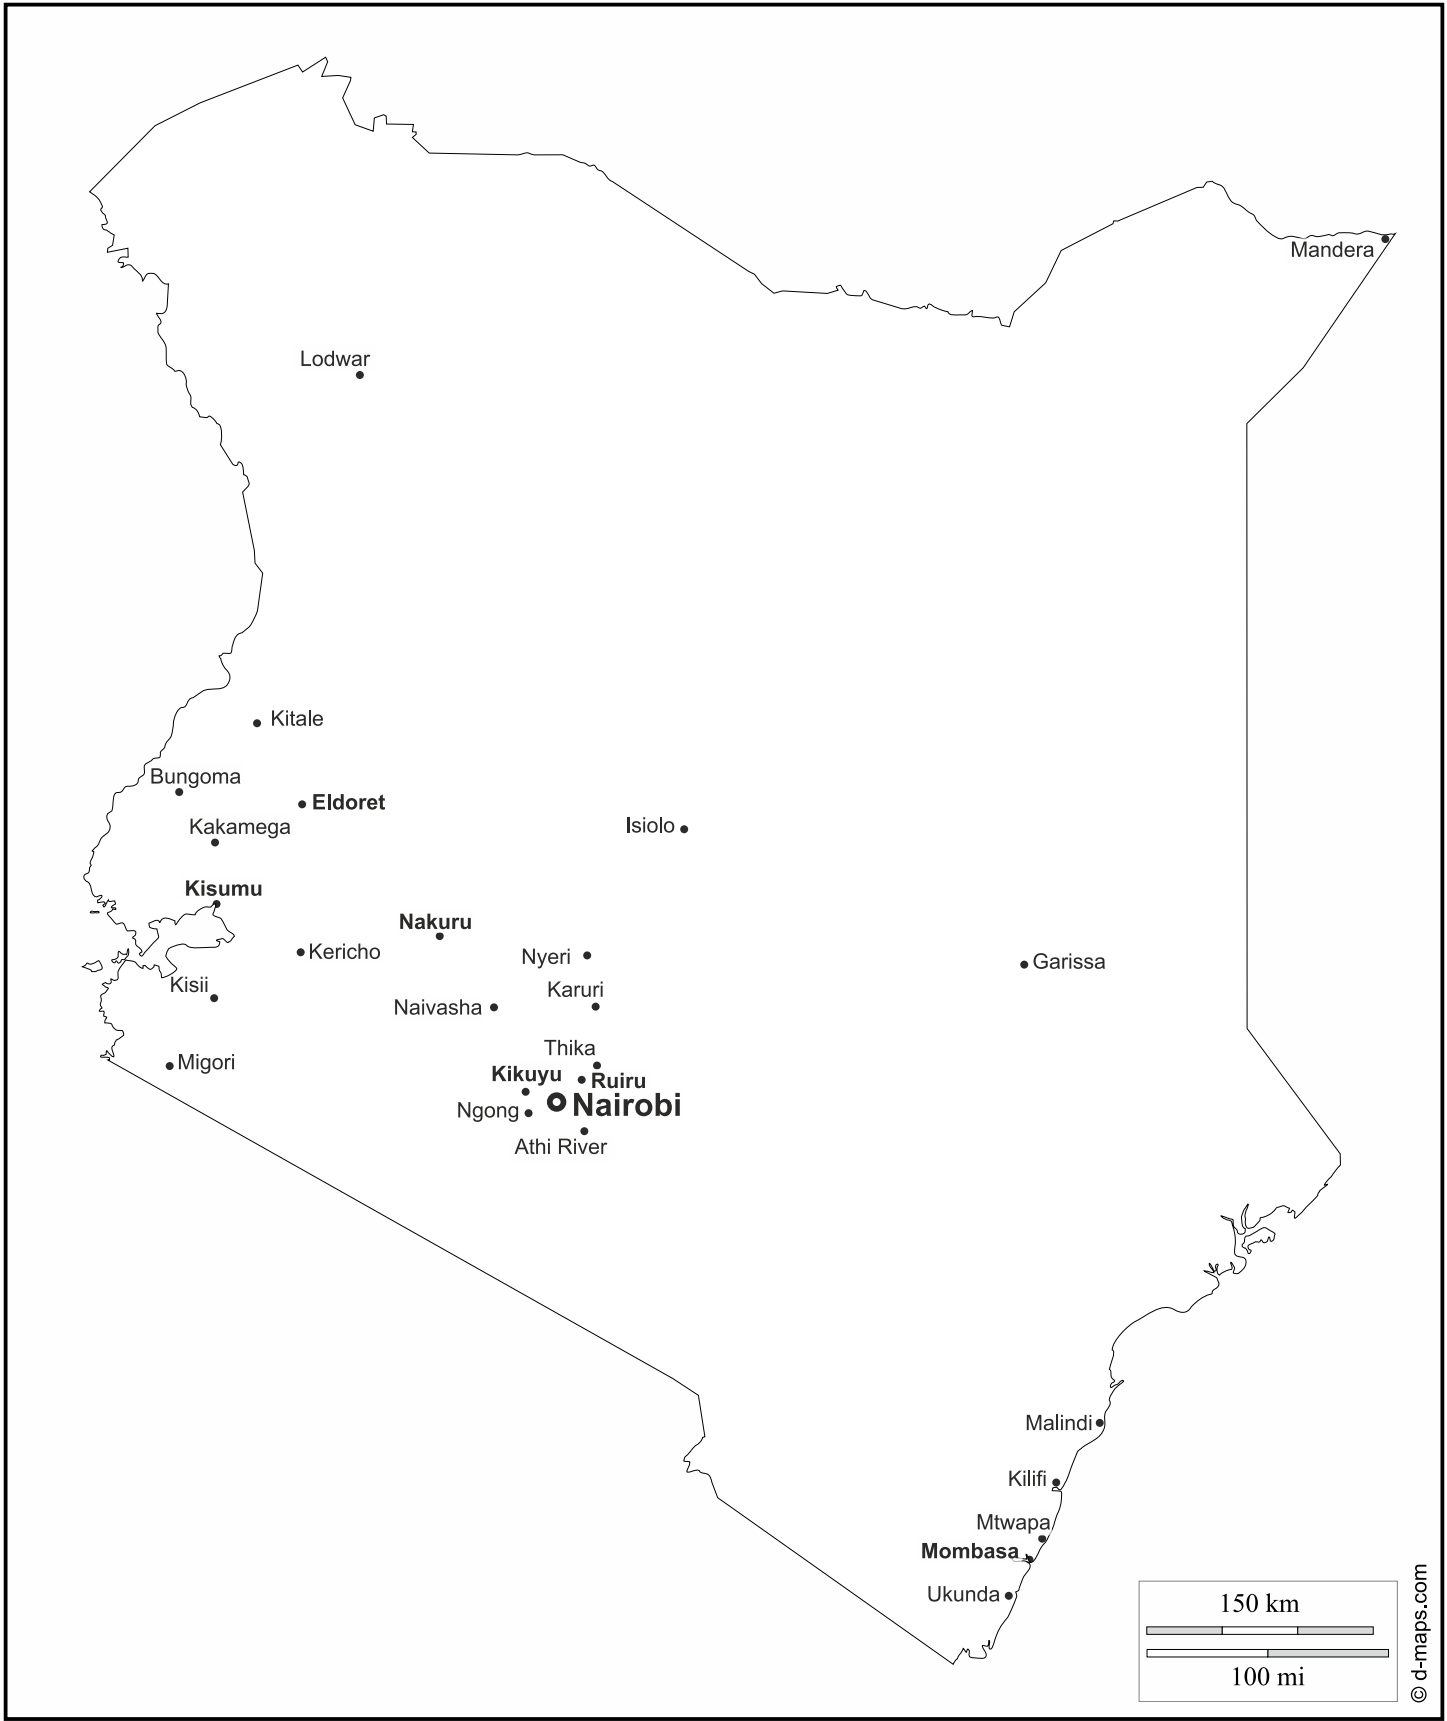 Mandera
Lodwar
Kitale
Bungoma
Eldoret
Kakamega
Isiolo
Kisumu
Nakuru
Kericho
Nyeri
Garissa
Kisii
Karuri
Naivasha
Thika
Migori
Kikuyu
Ruiru
Nairobi
Ngong
Athi River
Malindi
Kilifi
Mtwapa
Mombasa
Ukunda
150 km
100 mi
© d-maps.com